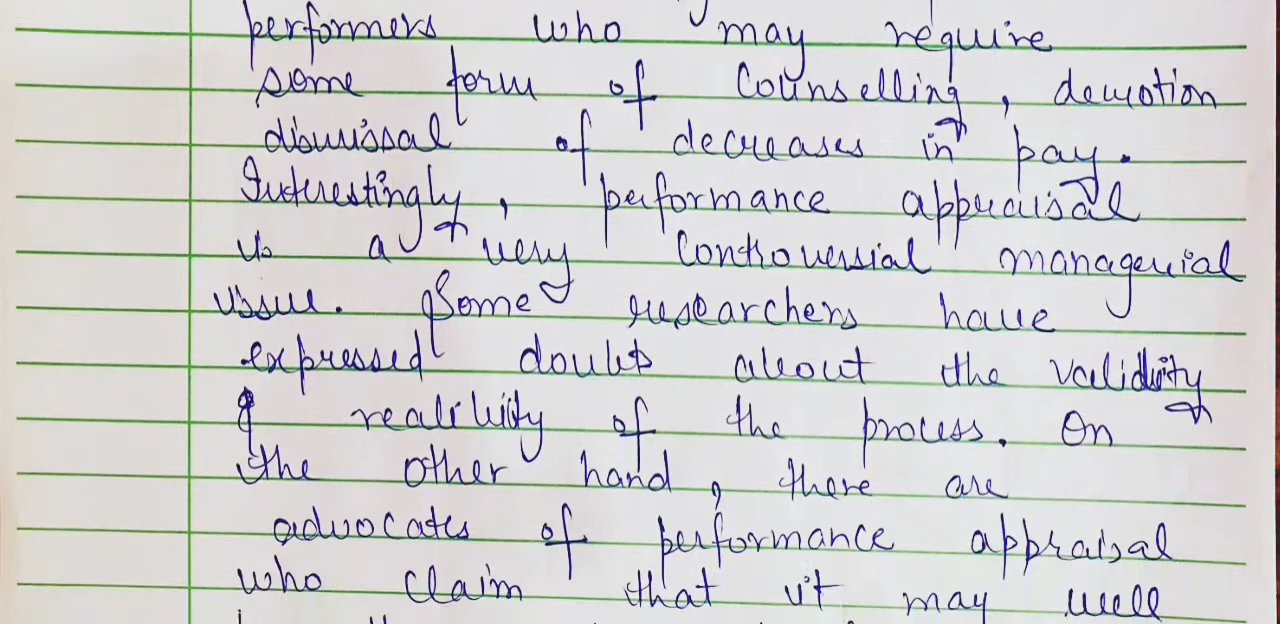 performers who may require
some form of Counselling, demotion
dismissal of decreases in pay.
Interestingly, performance appraisal
is a very controversial managerial
issue. Some researchers have
expressed doubts about the validity
& realibity of the process. On
the other hand, there are
advocates of performance appraisal
who claim that it may well